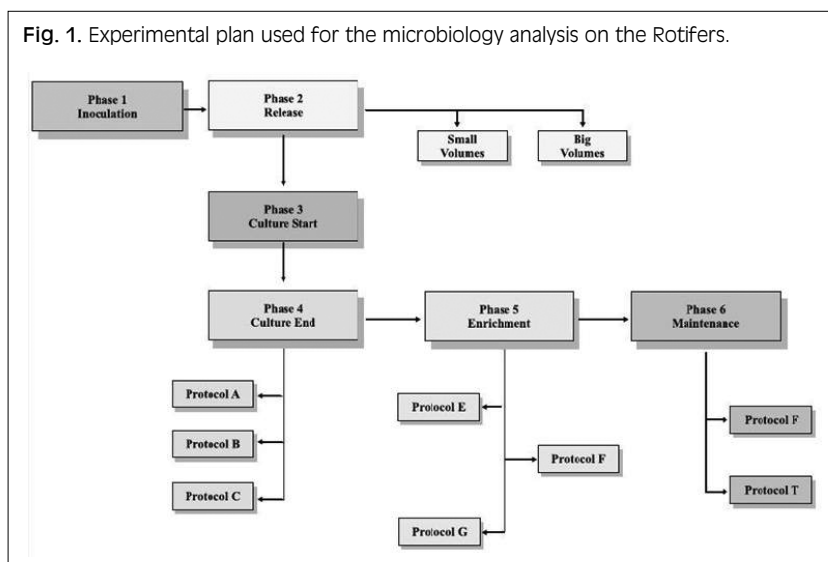 Fig. 1. Experimental plan used for the microbiology analysis on the Rotifers.
Phase 1
Inoculation
Phase 2
Release
Small
Volumes
Big
Volumes
Phase 3
Culture Start
Phase 4
Culture End
Phase 5
Enrichment
Phase 6
Maintenance
Protocol A
Protocol B
Protocol C
Protocol E
Protocol F
Protocol G
Protocol F
Protocol T